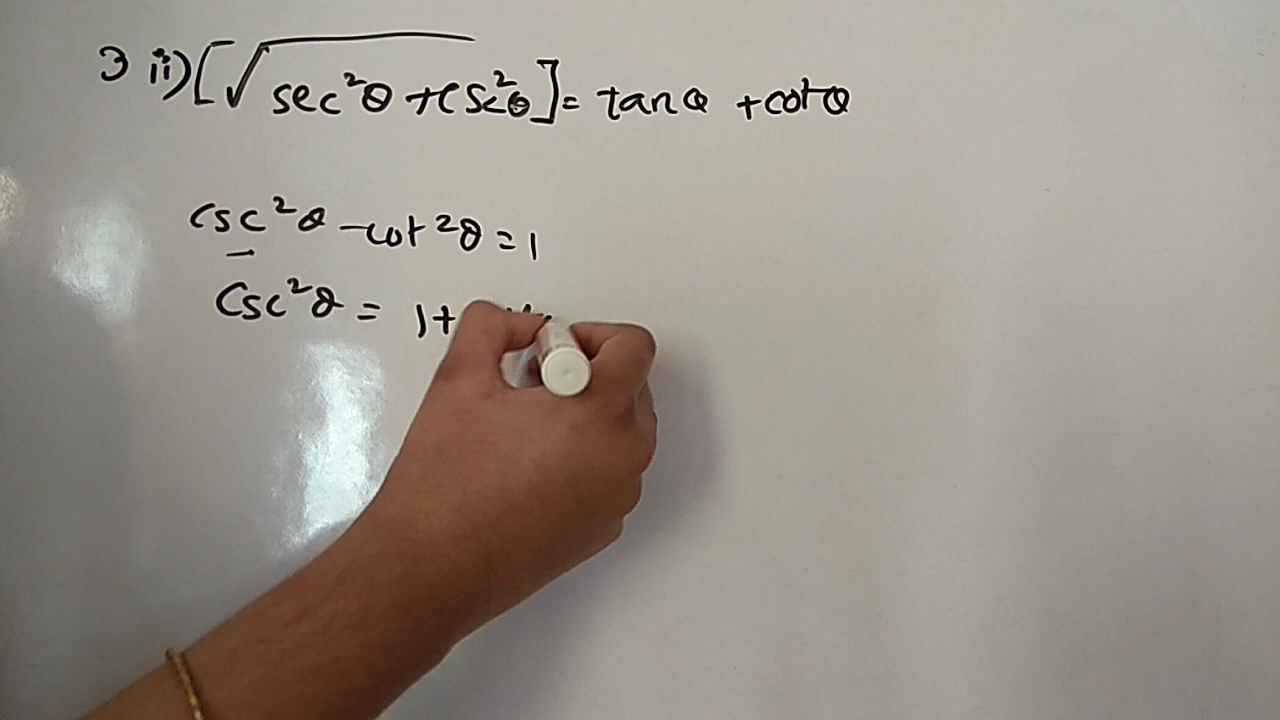 3 ii) [√sec²θ + csc²θ] = tanθ + cotθ
csc²θ - cot²θ = 1
csc²θ = 1+